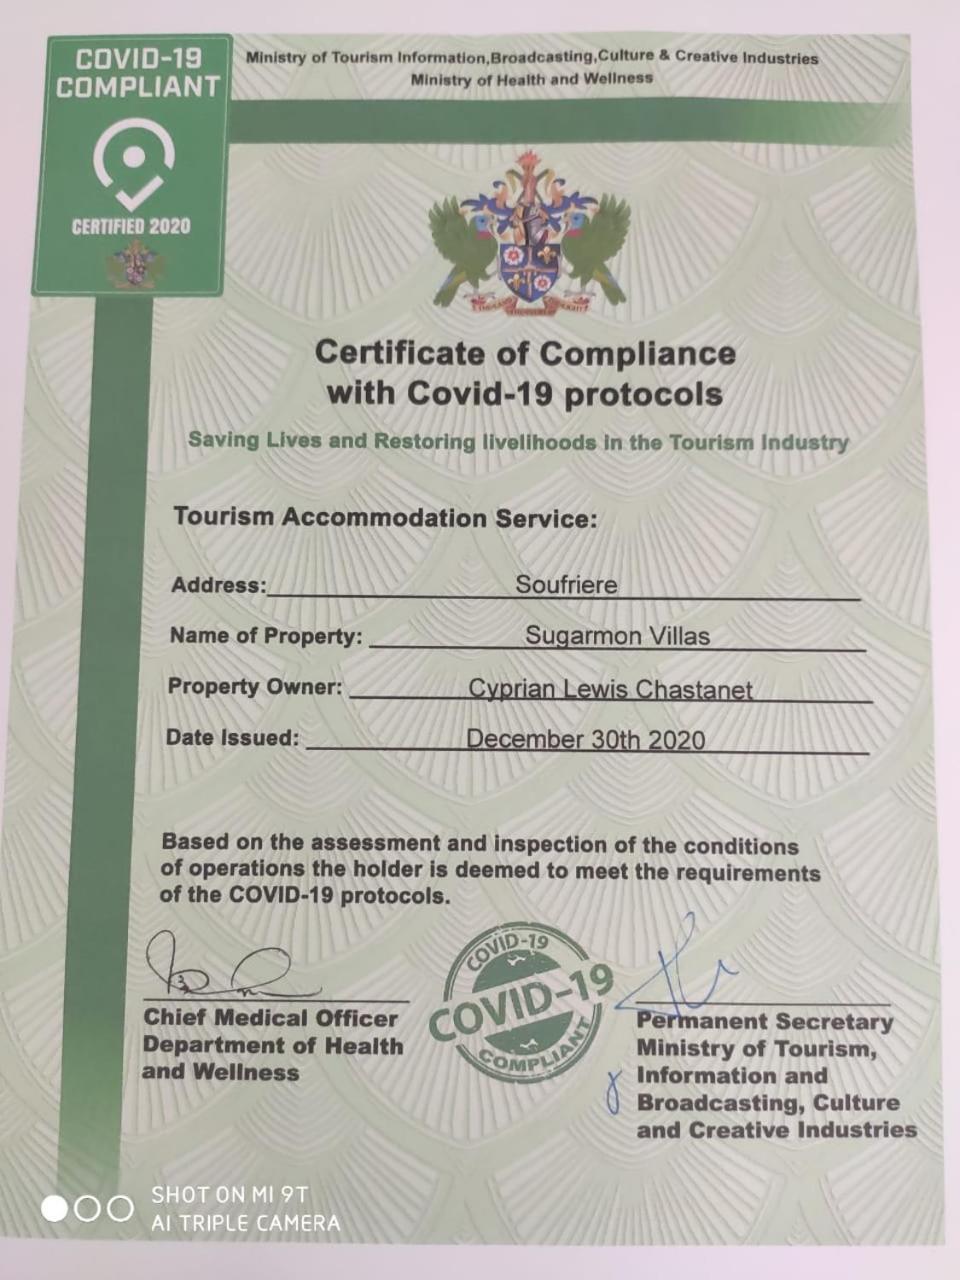 COVID-19
COMPLIANT
CERTIFIED 2020
Ministry of Tourism Information,Broadcasting,Culture & Creative Industries
Ministry of Health and Wellness
Certificate of Compliance
with Covid-19 protocols
Saving Lives and Restoring livelihoods in the Tourism Industry
Tourism Accommodation Service:
Address: Soufriere
Name of Property: Sugarmon Villas
Property Owner: Cyprian Lewis Chastanet
Date Issued: December 30th 2020
Based on the assessment and inspection of the conditions
of operations the holder is deemed to meet the requirements
of the COVID-19 protocols.
COVID-19
COVID-19
COMPLIANT
Chief Medical Officer
Department of Health
and Wellness
Permanent Secretary
Ministry of Tourism,
Information and
Broadcasting, Culture
and Creative Industries
SHOT ON MI 9T
AI TRIPLE CAMERA